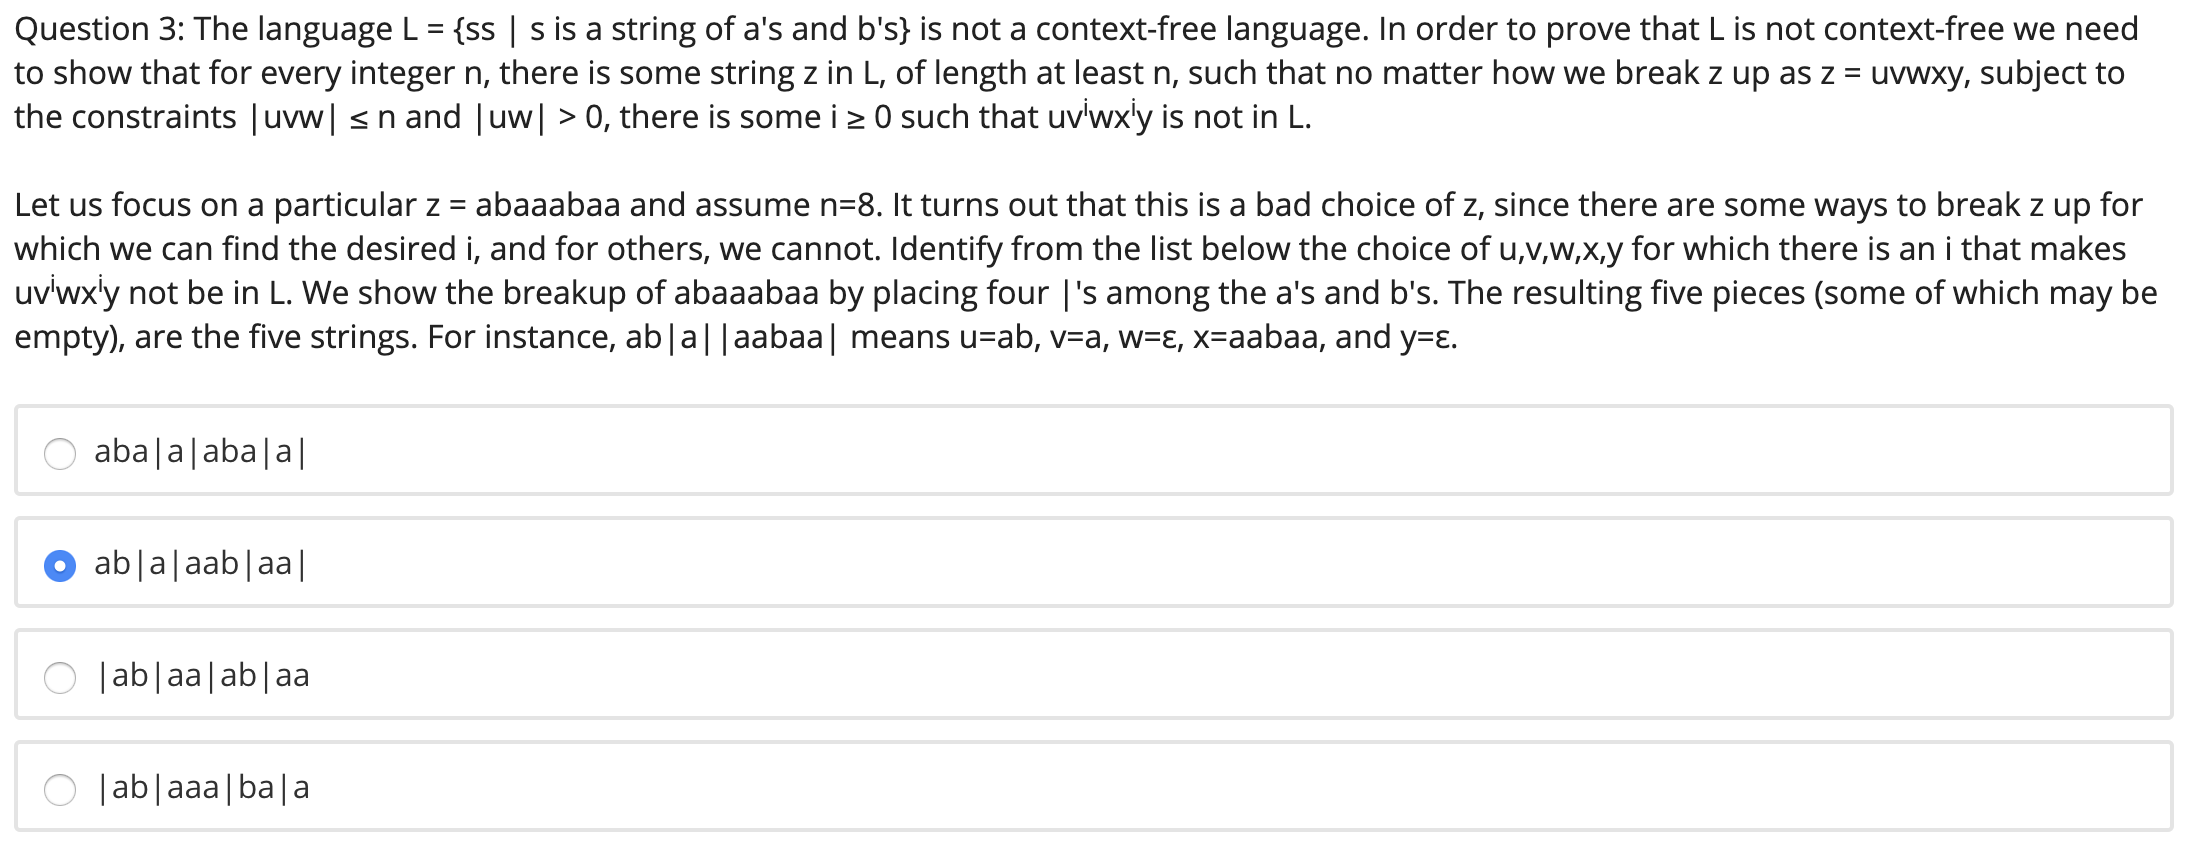 Question 3: The language L = {ss | s is a string of a's and b's} is not a context-free language. In order to prove that L is not context-free we need
to show that for every integer n, there is some string z in L, of length at least n, such that no matter how we break z up as z = uvwxy, subject to
the constraints |uvw| ≤ n and |uw| > 0, there is some i ≥ 0 such that uvⁱwxⁱy is not in L.
Let us focus on a particular z = abaaabaa and assume n=8. It turns out that this is a bad choice of z, since there are some ways to break z up for
which we can find the desired i, and for others, we cannot. Identify from the list below the choice of u,v,w,x,y for which there is an i that makes
uvⁱwxⁱy not be in L. We show the breakup of abaaabaa by placing four |'s among the a's and b's. The resulting five pieces (some of which may be
empty), are the five strings. For instance, ab|a||aabaa| means u=ab, v=a, w=ε, x=aabaa, and y=ε.
aba|a|aba|a|
ab|a|aab|aa|
|ab|aa|ab|aa
|ab|aaa|ba|a